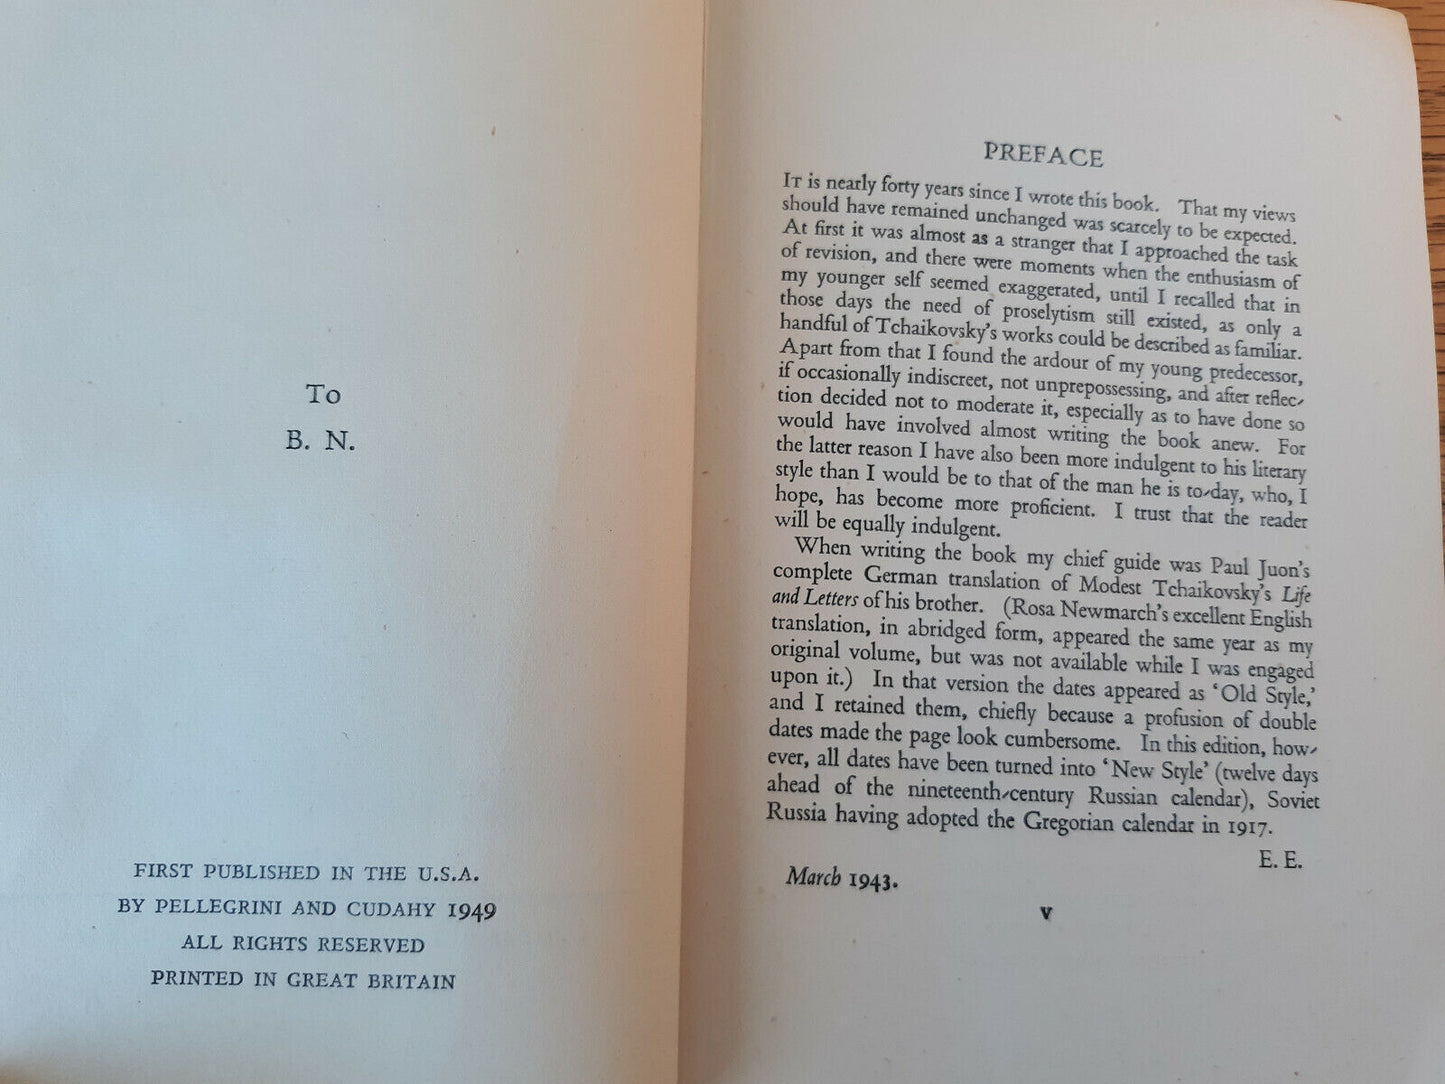 To
B. N.
FIRST PUBLISHED IN THE U.S.A.
BY PELLEGRINI AND CUDAHY 1949
ALL RIGHTS RESERVED
PRINTED IN GREAT BRITAIN
PREFACE
IT is nearly forty years since I wrote this book. That my views
should have remained unchanged was scarcely to be expected.
At first it was almost as a stranger that I approached the task
of revision, and there were moments when the enthusiasm of
my younger self seemed exaggerated, until I recalled that in
those days the need of proselytism still existed, as only a
handful of Tchaikovsky's works could be described as familiar.
Apart from that I found the ardour of my young predecessor,
if occasionally indiscreet, not unprepossessing, and after reflec-
tion decided not to moderate it, especially as to have done so
would have involved almost writing the book anew. For
the latter reason I have also been more indulgent to his literary
style than I would be to that of the man he is to-day, who, I
hope, has become more proficient. I trust that the reader
will be equally indulgent.
When writing the book my chief guide was Paul Juon's
complete German translation of Modest Tchaikovsky's Life
and Letters of his brother. (Rosa Newmarch's excellent English
translation, in abridged form, appeared the same year as my
original volume, but was not available while I was engaged
upon it.) In that version the dates appeared as 'Old Style,'
and I retained them, chiefly because a profusion of double
dates made the page look cumbersome. In this edition, how-
ever, all dates have been turned into 'New Style' (twelve days
ahead of the nineteenth-century Russian calendar), Soviet
Russia having adopted the Gregorian calendar in 1917.
E. E.
March 1943.
v